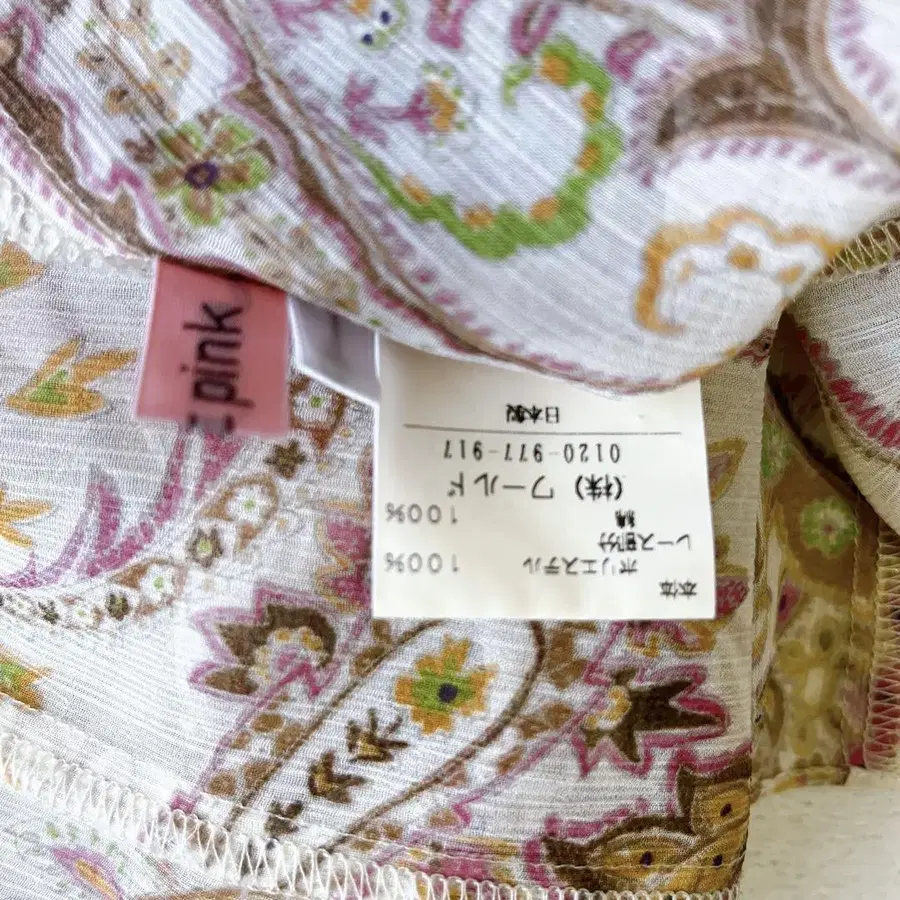 pink
本体
ポリエステル 100%
レース部分
綿 100%
(株)ワールド
0120-977-917
日本製